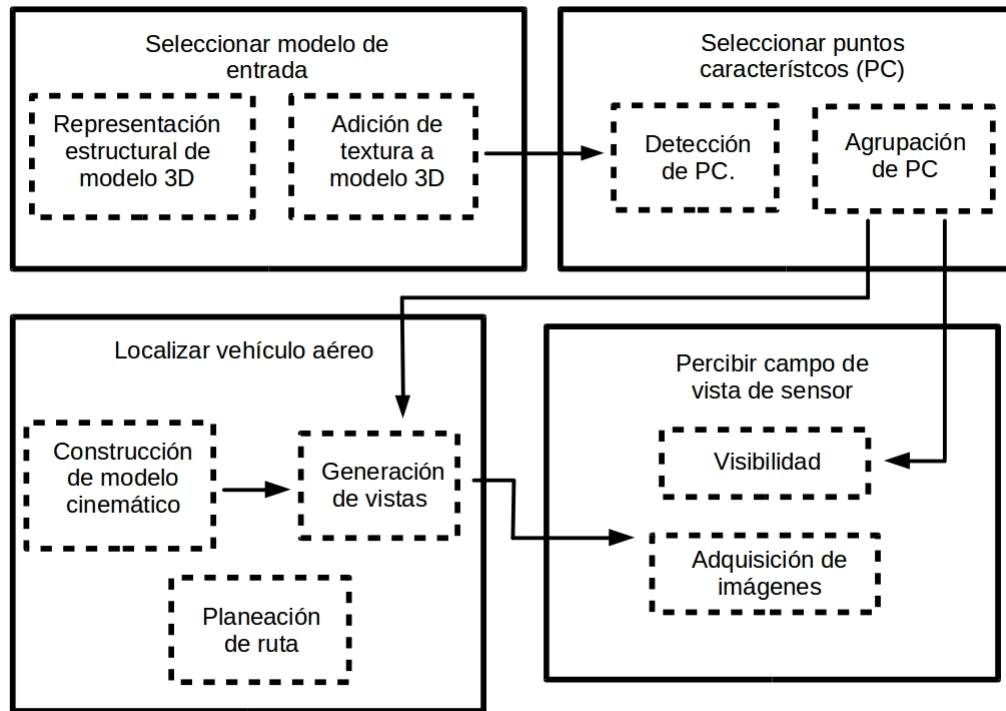 Seleccionar modelo de
entrada
Representación
estructural de
modelo 3D
Adición de
textura a
modelo 3D
Seleccionar puntos
característcos (PC)
Detección
de PC.
Agrupación
de PC
Localizar vehículo aéreo
Construcción
de modelo
cinemático
Generación
de vistas
Planeación
de ruta
Percibir campo de
vista de sensor
Visibilidad
Adquisición de
imágenes